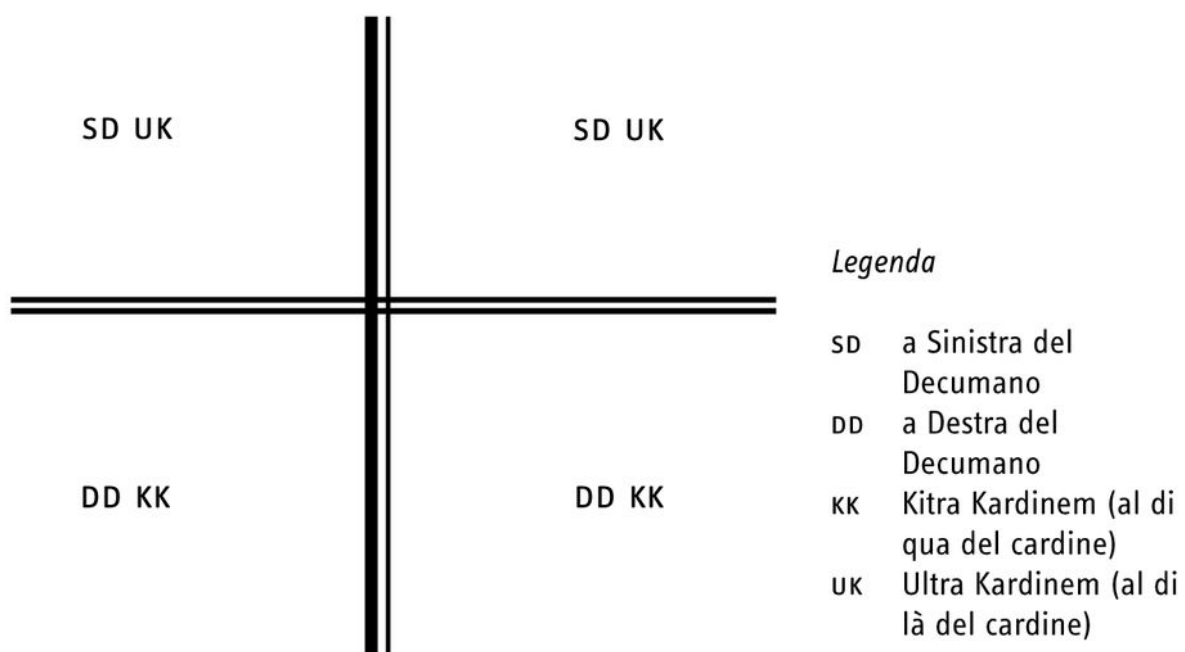 SD UK
SD UK
DD KK
DD KK
Legenda
SD a Sinistra del
Decumano
DD a Destra del
Decumano
KK Kitra Kardinem (al di
qua del cardine)
UK Ultra Kardinem (al di
là del cardine)